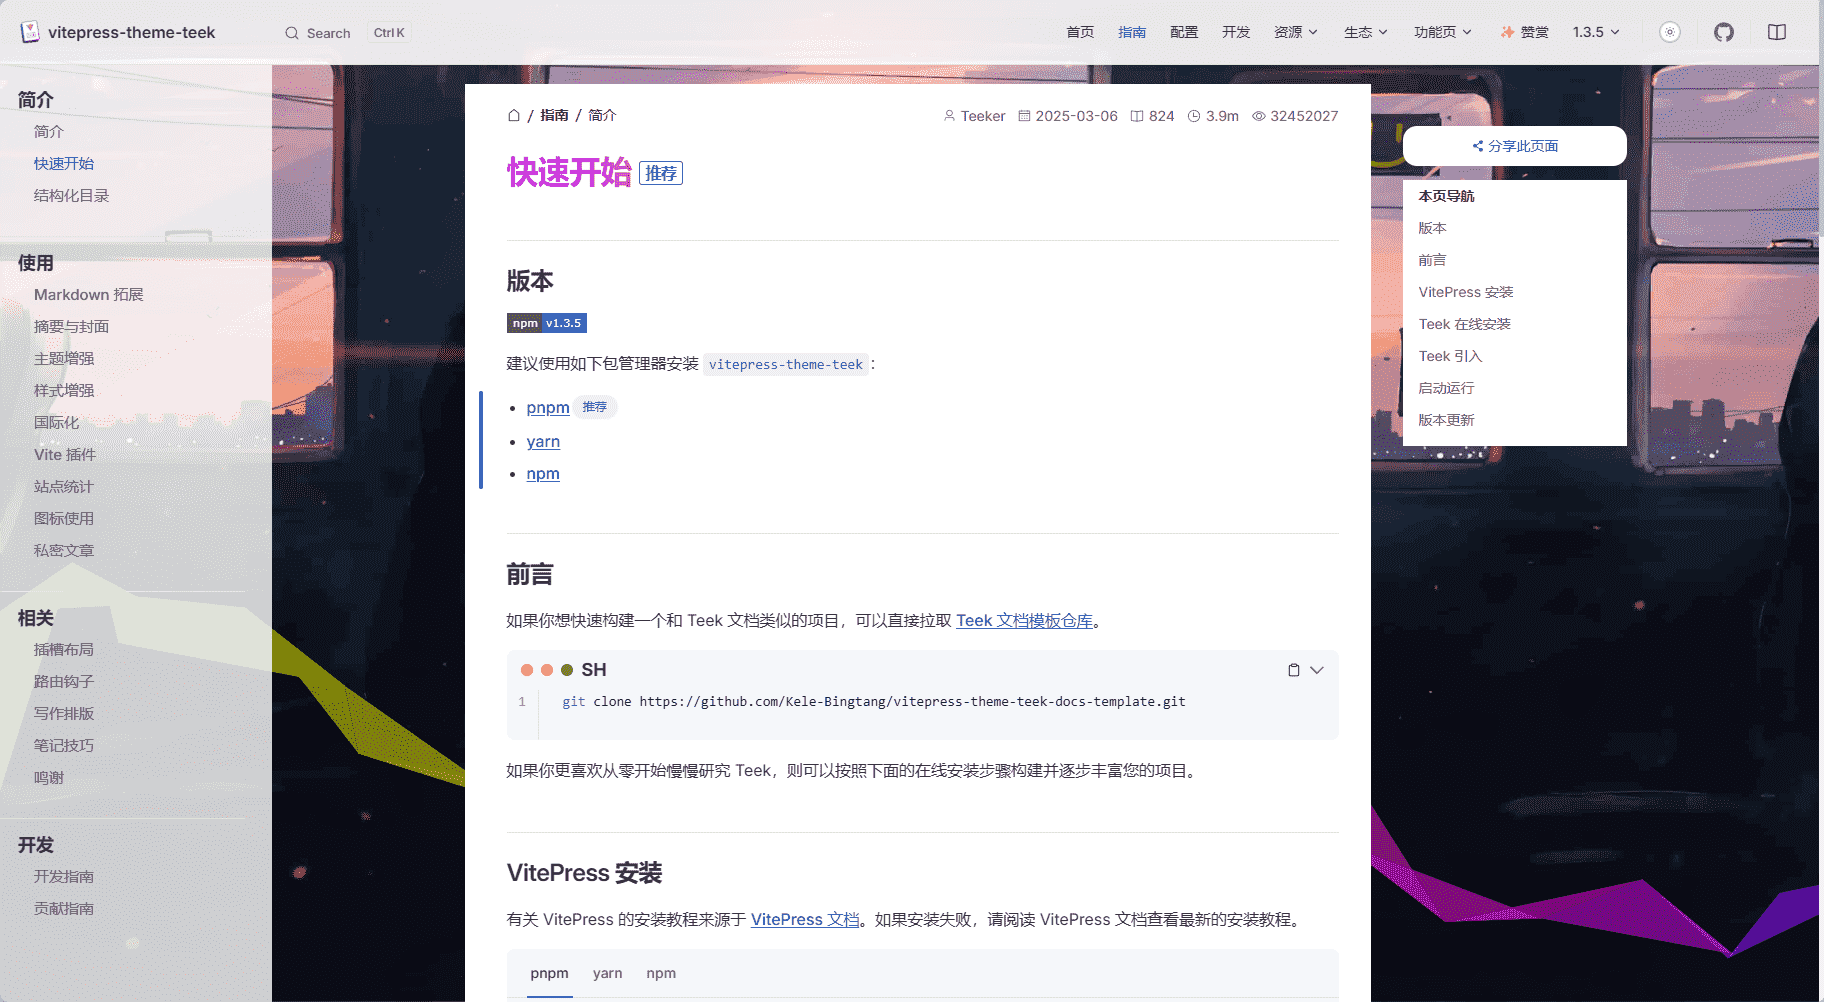 vitepress-theme-teek
Search Ctrl K
首页 指南 配置 开发 资源 生态 功能页 赞赏 1.3.5
简介
简介
快速开始
结构化目录
使用
Markdown 拓展
摘要与封面
主题增强
样式增强
国际化
Vite 插件
站点统计
图标使用
私密文章
相关
插槽布局
路由钩子
写作排版
笔记技巧
鸣谢
开发
开发指南
贡献指南
/ 指南 / 简介
Teeker 2025-03-06 824 3.9m 32452027
快速开始 推荐
版本
npm v1.3.5
建议使用如下包管理器安装 vitepress-theme-teek：
• pnpm 推荐
• yarn
• npm
前言
如果你想快速构建一个和 Teek 文档类似的项目，可以直接拉取 Teek 文档模板仓库。
SH
1 git clone https://github.com/Kele-Bingtang/vitepress-theme-teek-docs-template.git
如果你更喜欢从零开始慢慢研究 Teek，则可以按照下面的在线安装步骤构建并逐步丰富您的项目。
VitePress 安装
有关 VitePress 的安装教程来源于 VitePress 文档。如果安装失败，请阅读 VitePress 文档查看最新的安装教程。
pnpm yarn npm
分享此页面
本页导航
版本
前言
VitePress 安装
Teek 在线安装
Teek 引入
启动运行
版本更新